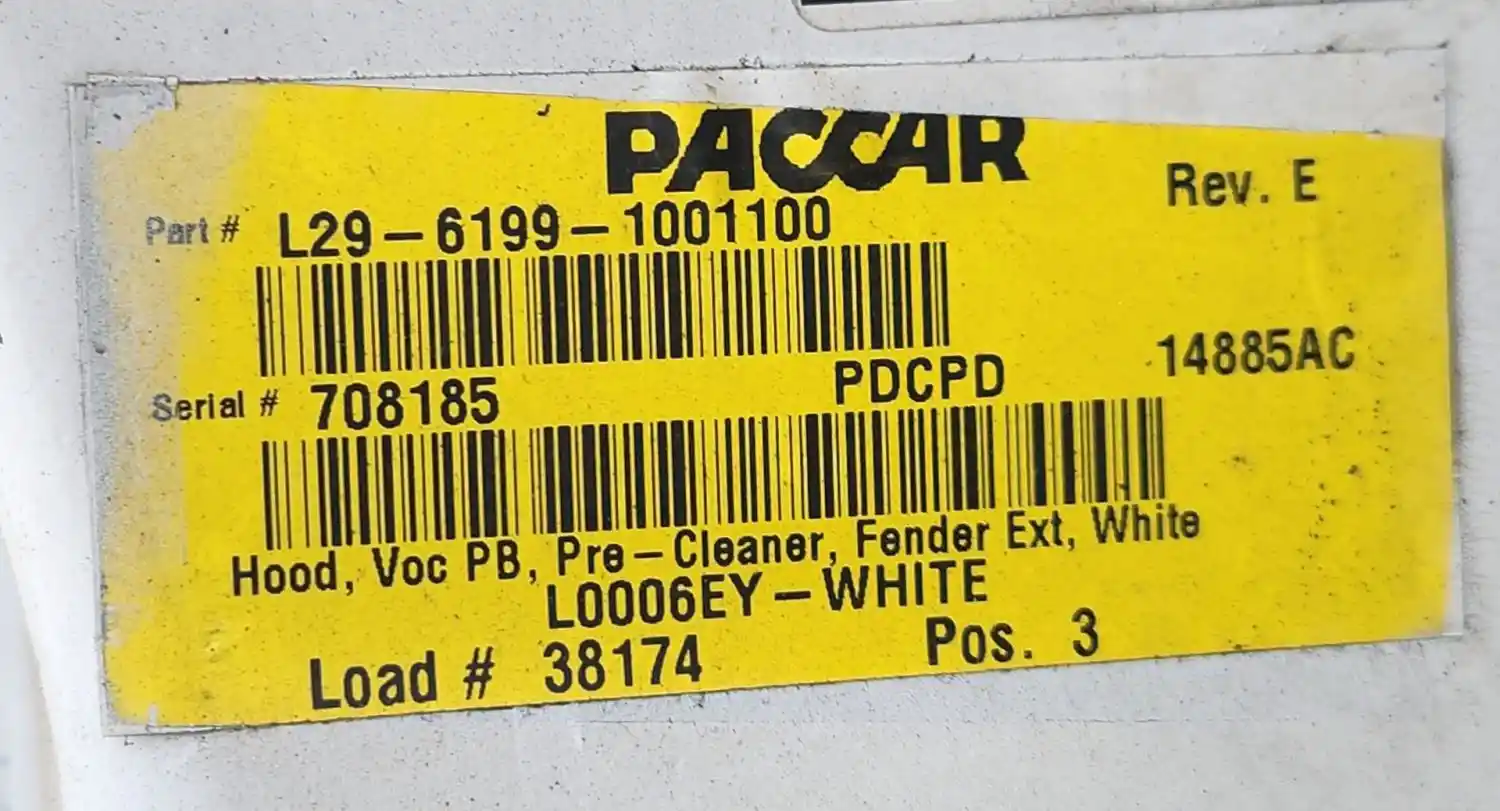 PACCAR
Rev. E
Part # L29-6199-1001100
Serial # 708185 PDCPD 14885AC
Hood, Voc PB, Pre-Cleaner, Fender Ext, White
L0006EY-WHITE
Load # 38174 Pos. 3